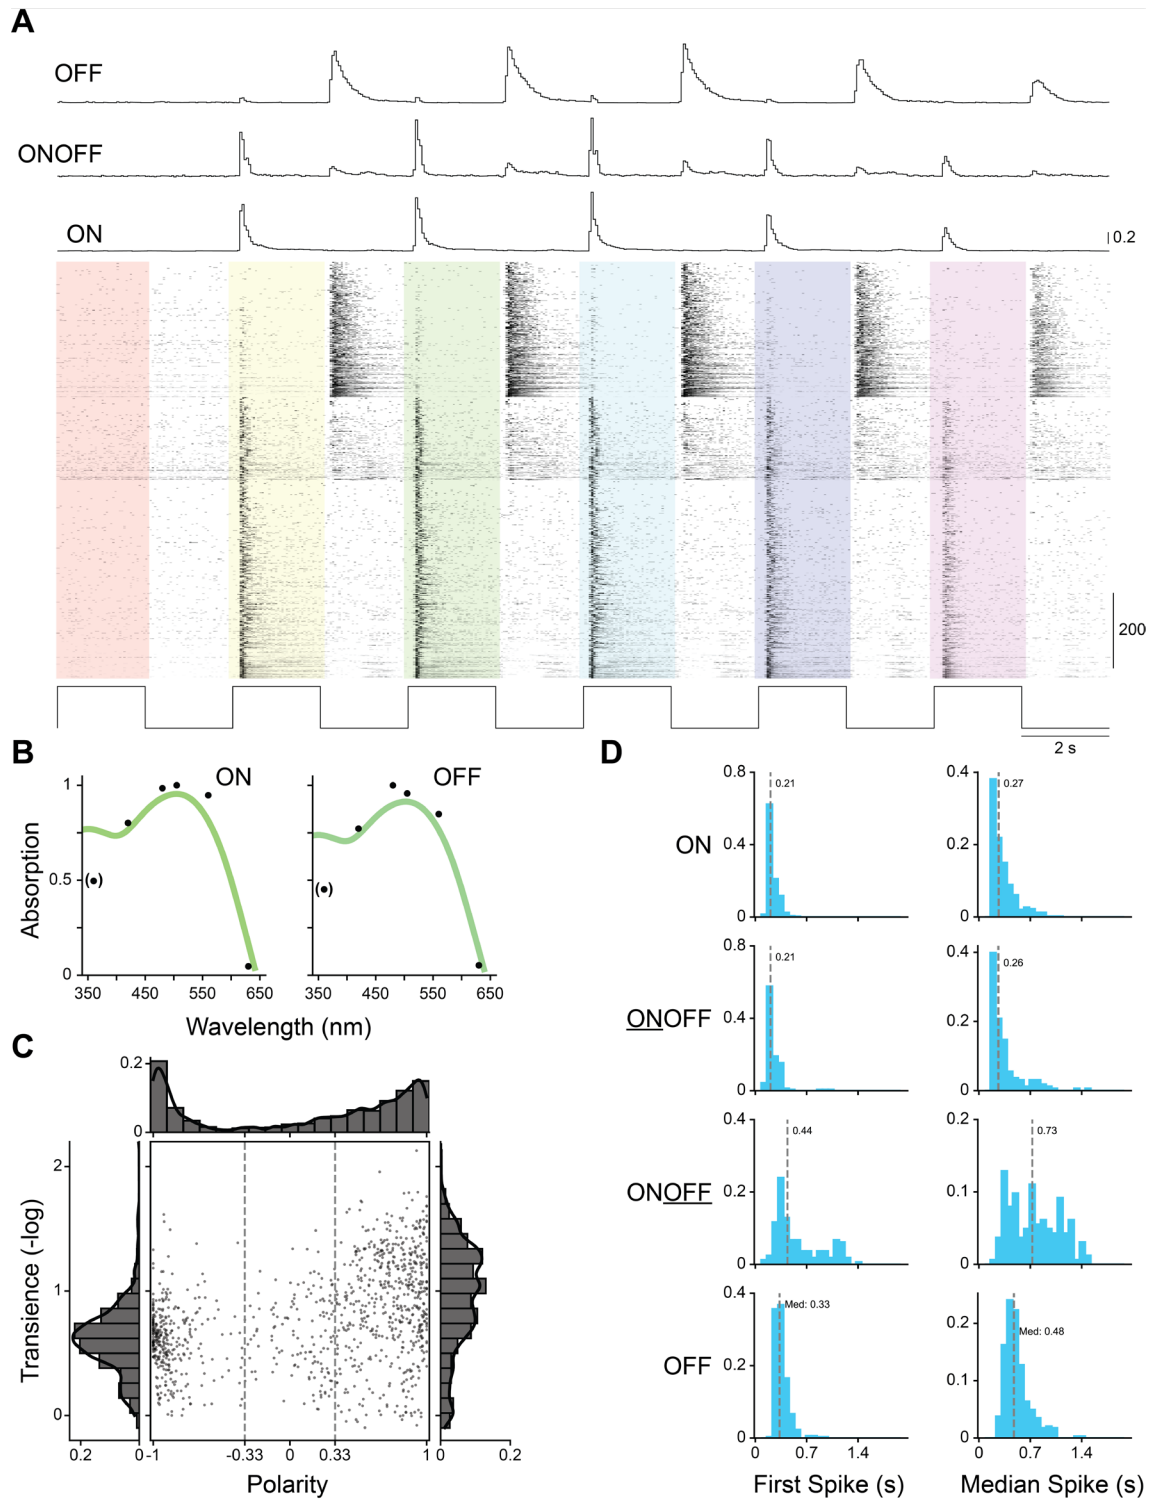 A
OFF
ONOFF
ON
0.2
200
2 s
B
ON
OFF
1
0.5
0
Absorption
(•)
(•)
350 450 550 650
350 450 550 650
Wavelength (nm)
C
0.2
0
2
1
0
Transience (-log)
0.2 0
-1 -0.33 0 0.33 1
0 0.2
Polarity
D
ON
0.8
0.4
0
0.21
0.4
0.2
0
0.27
ONOFF
0.8
0.4
0
0.21
0.4
0.2
0
0.26
ONOFF
0.4
0.2
0
0.44
0.2
0.1
0
0.73
OFF
0.4
0.2
0
Med: 0.33
0.2
0.1
0
Med: 0.48
0 0.7 1.4
0 0.7 1.4
First Spike (s)
Median Spike (s)